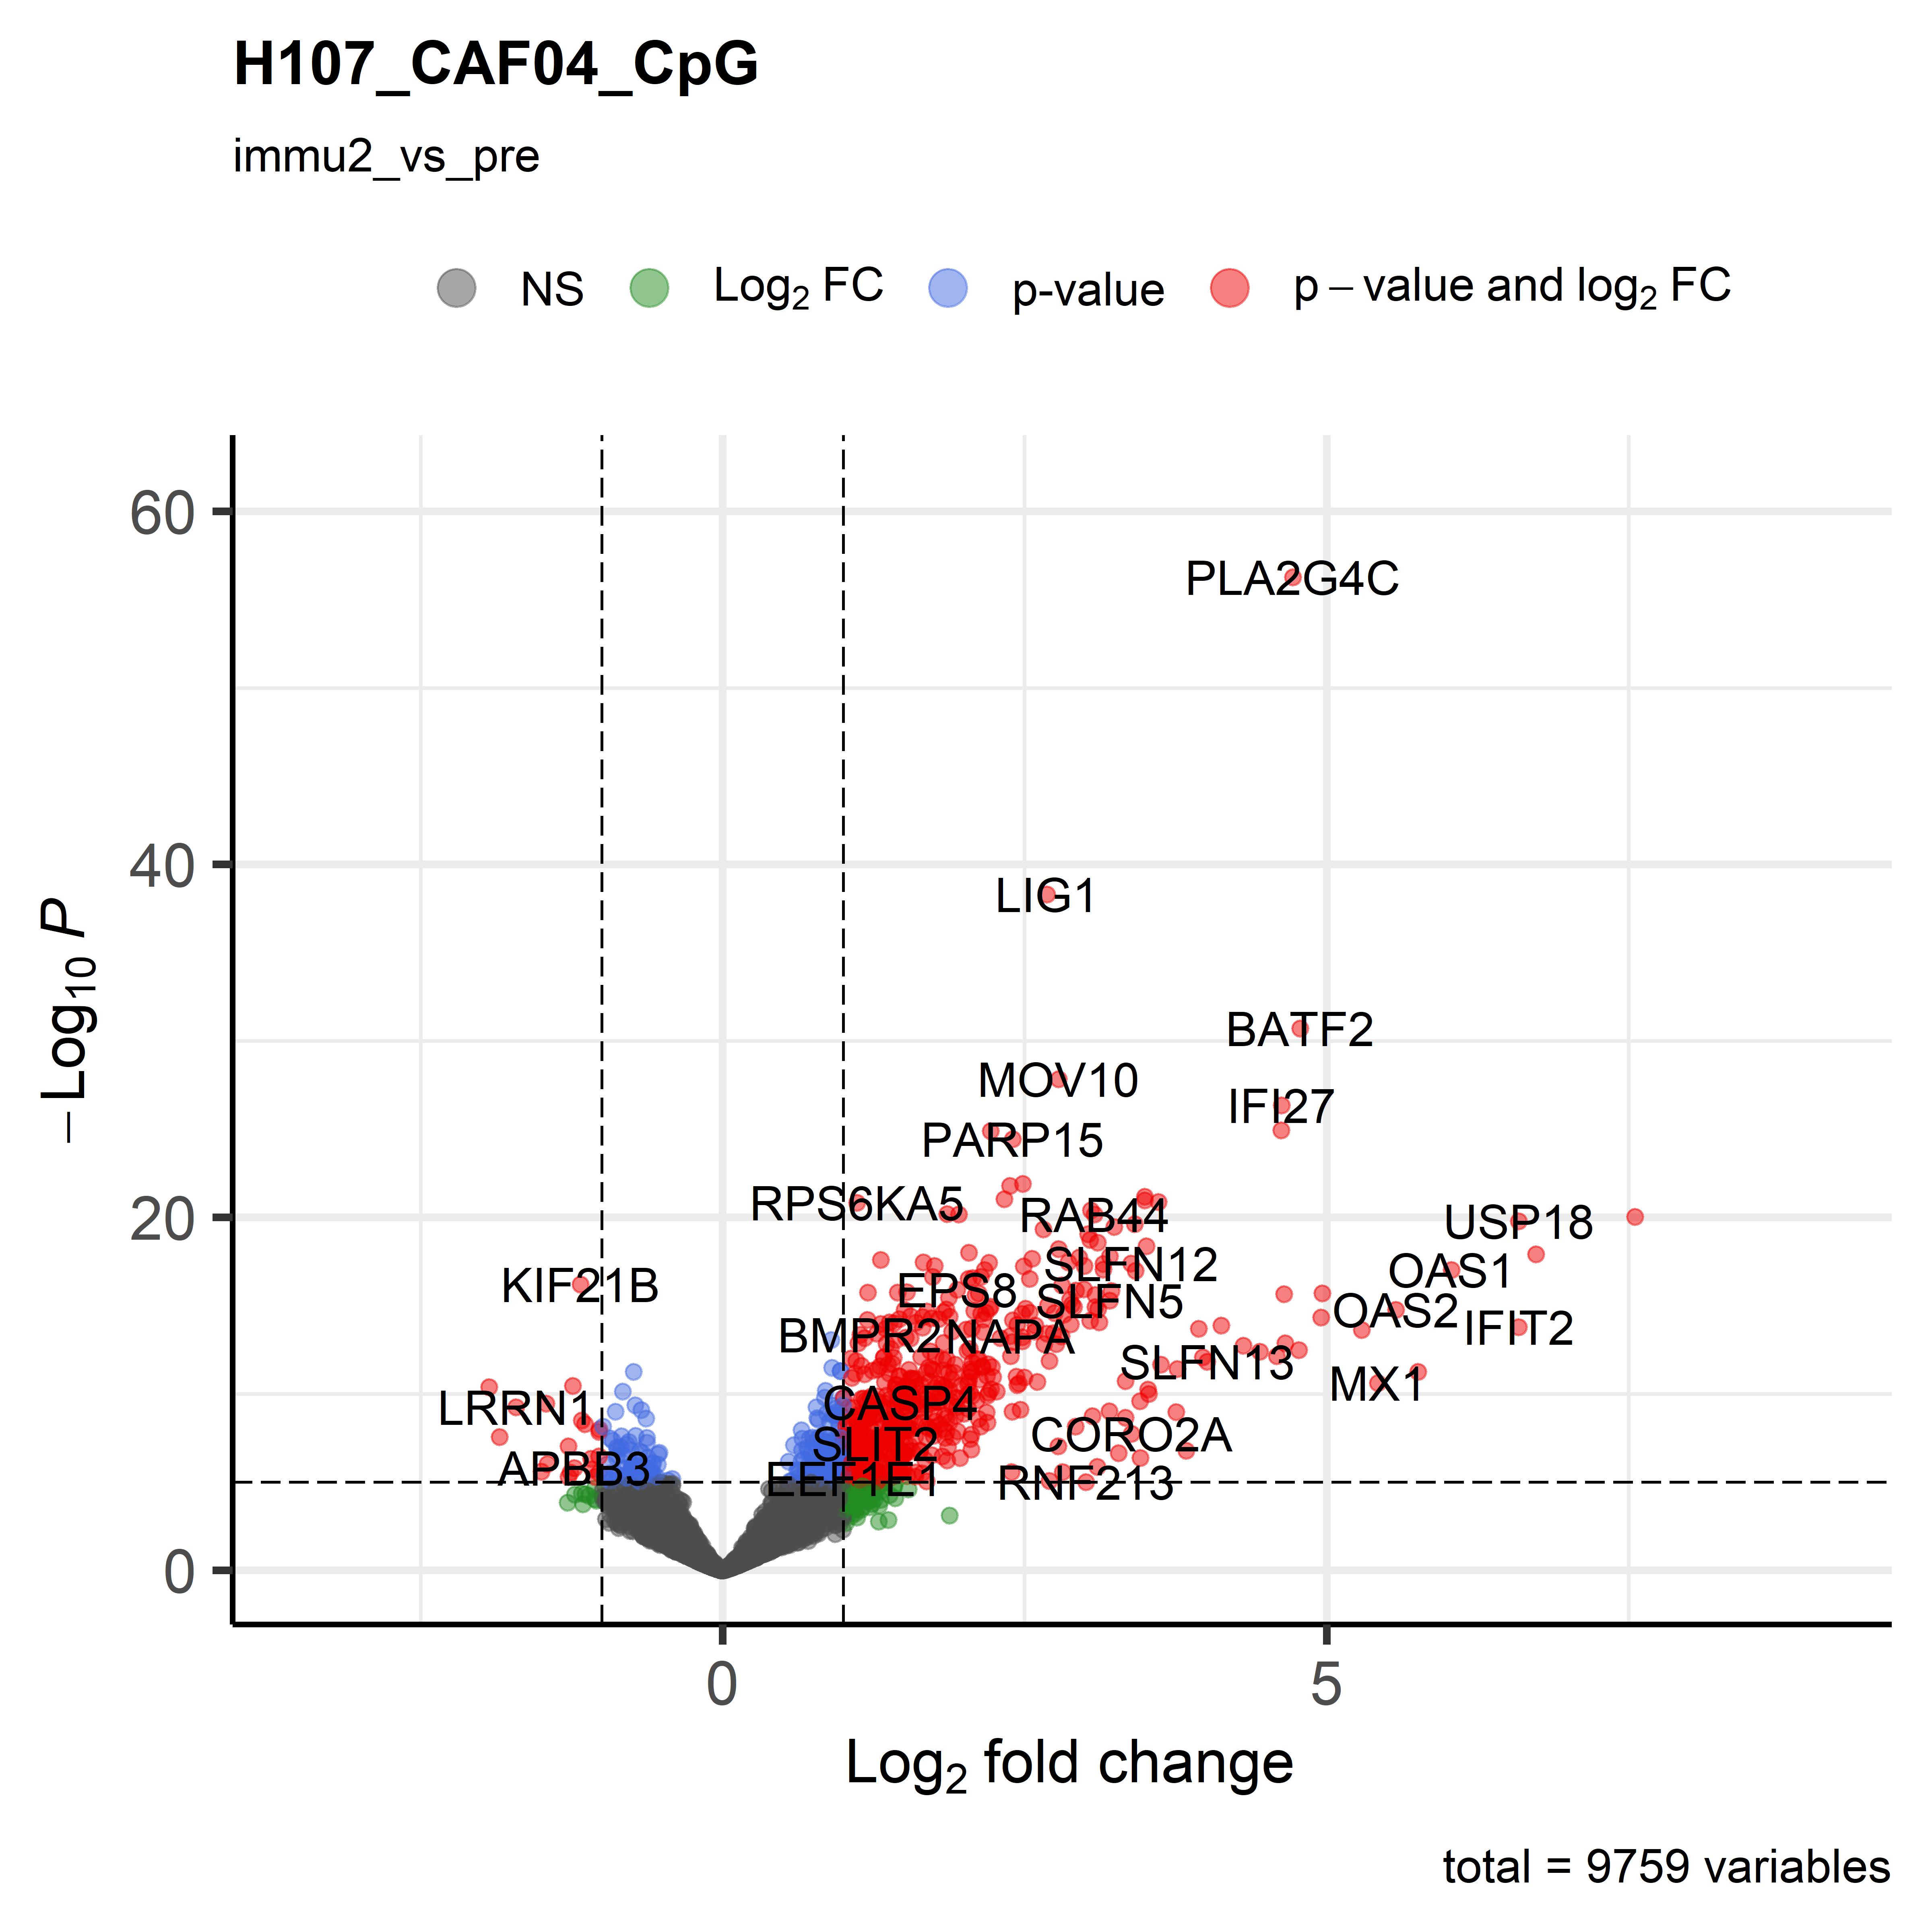 H107_CAF04_CpG
immu2_vs_pre
NS Log2 FC p-value p – value and log2 FC
60
PLA2G4C
40
LIG1
–Log10 P
BATF2
MOV10
IFI27
PARP15
RPS6KA5
RAB44
20
USP18
SLFN12
OAS1
KIF21B
EPS8
SLFN5
OAS2
IFIT2
BMPR2
NAPA
SLFN13
MX1
CASP4
LRRN1
CORO2A
SLIT2
APBB3
EEF1E1
RNF213
0
0 5
Log2 fold change
total = 9759 variables